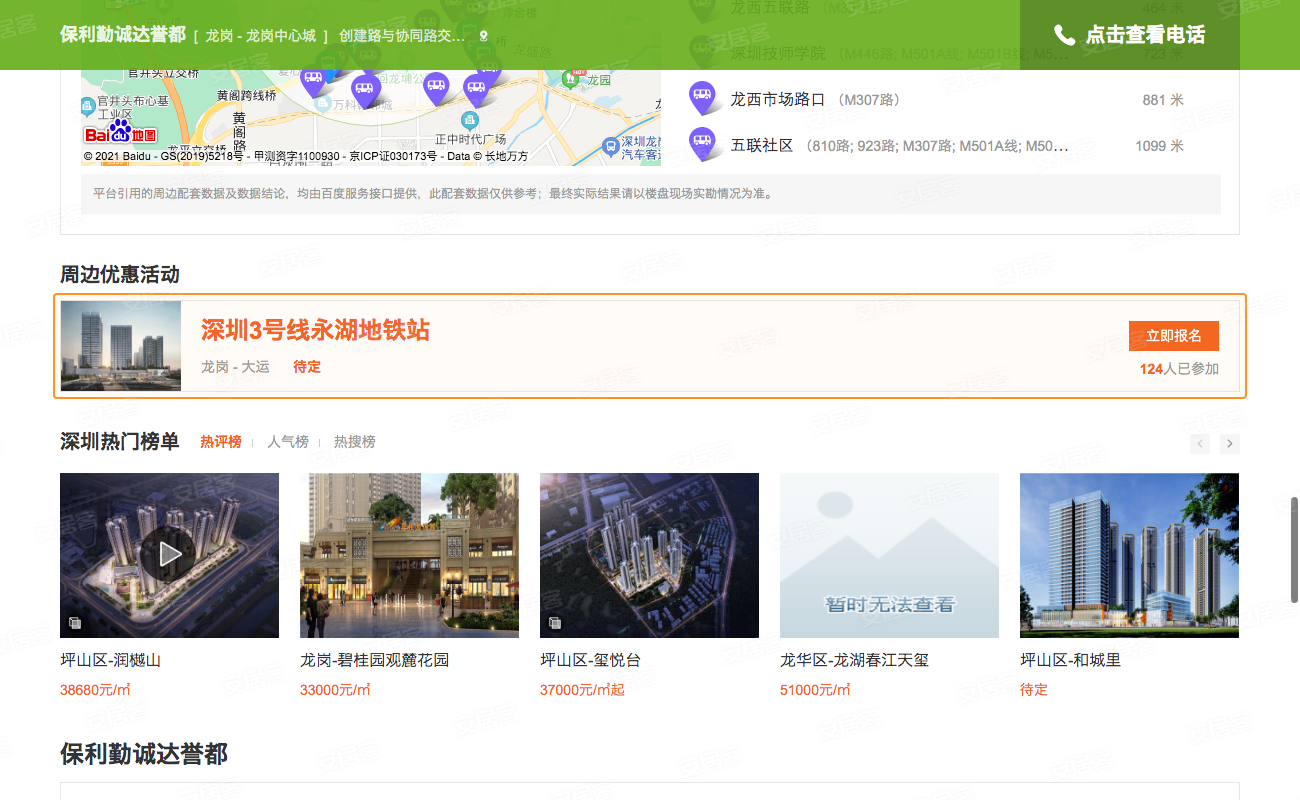 保利勤诚达誉都 [ 龙岗 - 龙岗中心城 ] 创建路与协同路交...
点击查看电话
龙西五联路
464 米
深圳技师学院 (M446路; M501A线; M501B线; M5...
723 米
龙西市场路口 (M307路)
881 米
五联社区 (810路; 923路; M307路; M501A线; M50...
1099 米
官井头立交桥
官井头布心基
工业区
黄阁跨线桥
黄阁路
龙园
正中时代广场
深圳龙岗
汽车客运
Bai du 地图
© 2021 Baidu - GS(2019)5218号 - 甲测资字1100930 - 京ICP证030173号 - Data © 长地万方
平台引用的周边配套数据及数据结论，均由百度服务接口提供，此配套数据仅供参考；最终实际结果请以楼盘现场实勘情况为准。
周边优惠活动
深圳3号线永湖地铁站
龙岗 - 大运 待定
立即报名
124人已参加
深圳热门榜单 热评榜 人气榜 热搜榜
暂时无法查看
坪山区-润樾山
38680元/㎡
龙岗-碧桂园观麓花园
33000元/㎡
坪山区-玺悦台
37000元/㎡起
龙华区-龙湖春江天玺
51000元/㎡
坪山区-和城里
待定
保利勤诚达誉都
安居客